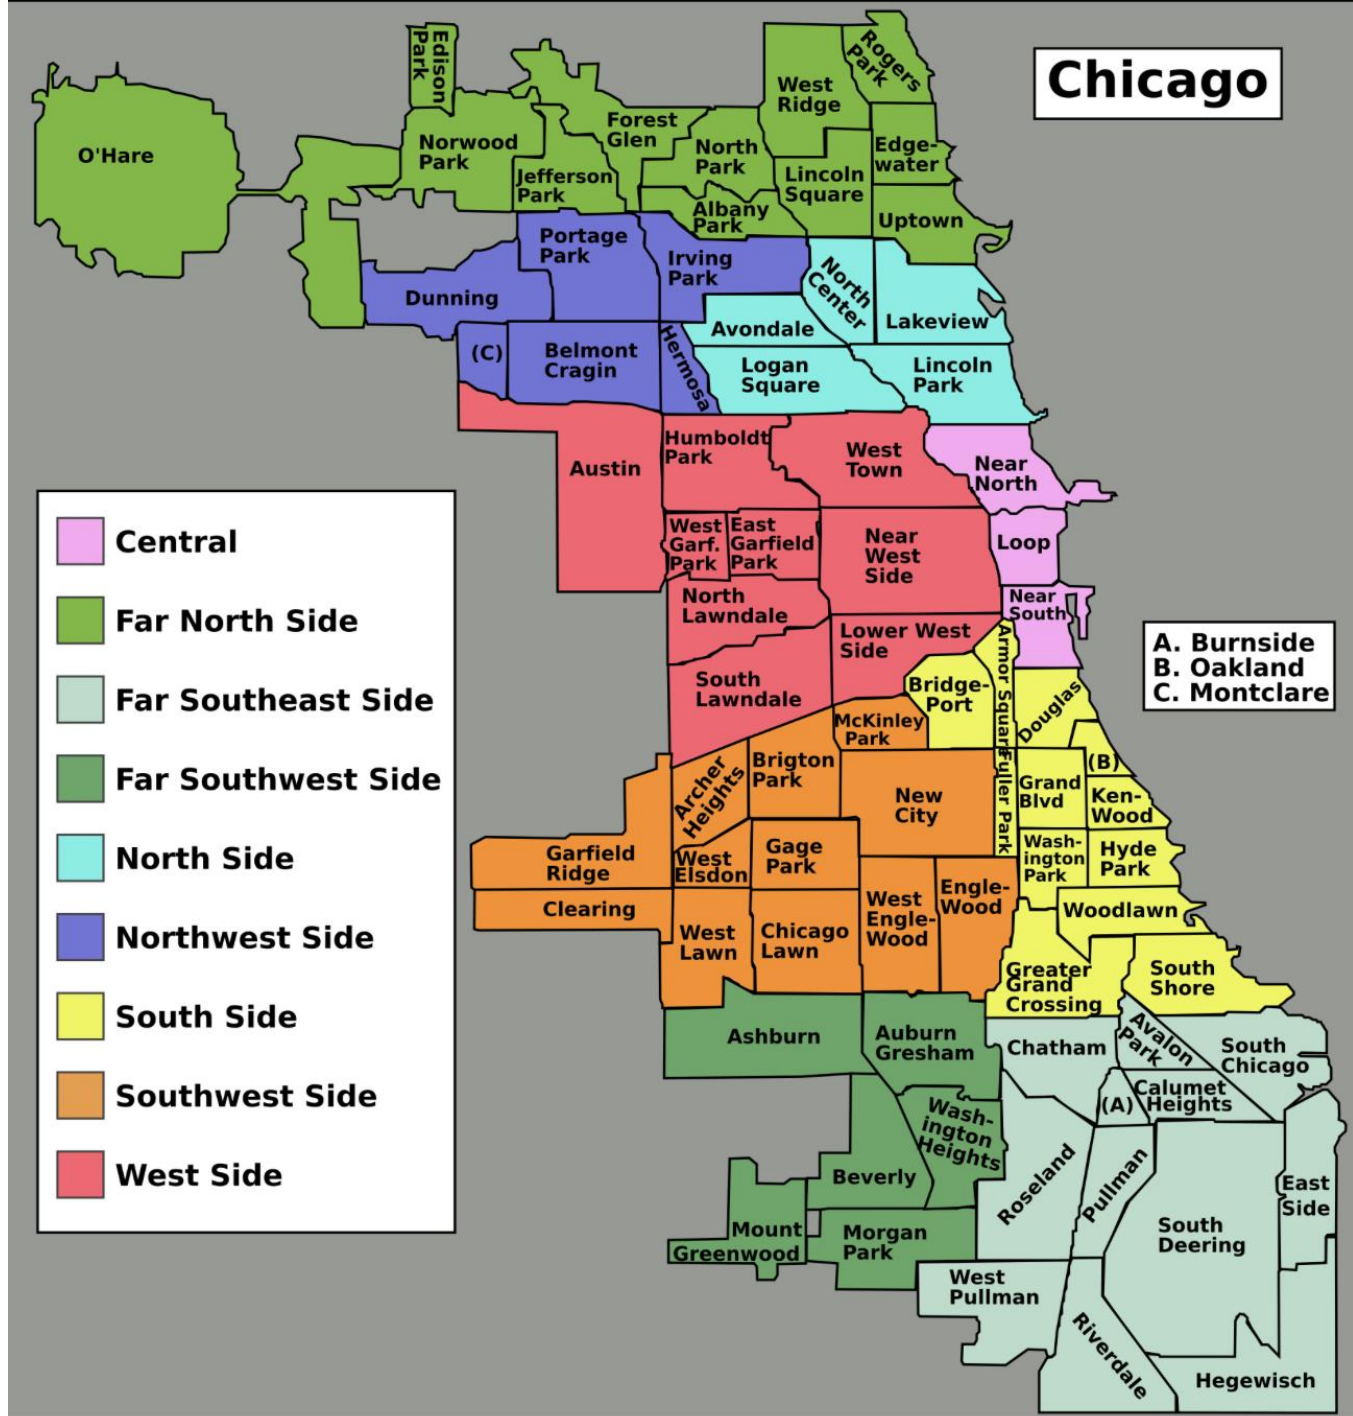 Chicago
Edison
Park
Rogers
Park
West
Ridge
O'Hare
Norwood
Park
Forest
Glen
North
Park
Edge-
water
Jefferson
Park
Lincoln
Square
Albany
Park
Uptown
Portage
Park
Irving
Park
North
Center
Dunning
Avondale
Lakeview
(C)
Belmont
Cragin
Hermosa
Logan
Square
Lincoln
Park
Austin
Humboldt
Park
West
Town
Near
North
West
Garf.
Park
East
Garfield
Park
Near
West
Side
Loop
North
Lawndale
Near
South
Lower West
Side
South
Lawndale
Armor Square
Bridge-
Port
Douglas
McKinley
Park
Archer
Heights
Brigton
Park
New
City
Fuller Park
Grand
Blvd
(B)
Ken-
Wood
Garfield
Ridge
West
Elsdon
Gage
Park
Wash-
ington
Park
Hyde
Park
Clearing
West
Lawn
Chicago
Lawn
West
Engle-
Wood
Engle-
Wood
Woodlawn
Greater
Grand
Crossing
South
Shore
Ashburn
Auburn
Gresham
Chatham
Avalon
Park
South
Chicago
(A)
Calumet
Heights
Wash-
ington
Heights
Beverly
Roseland
Pullman
South
Deering
East
Side
Mount
Greenwood
Morgan
Park
West
Pullman
Riverdale
Hegewisch
Central
Far North Side
Far Southeast Side
Far Southwest Side
North Side
Northwest Side
South Side
Southwest Side
West Side
A. Burnside
B. Oakland
C. Montclare